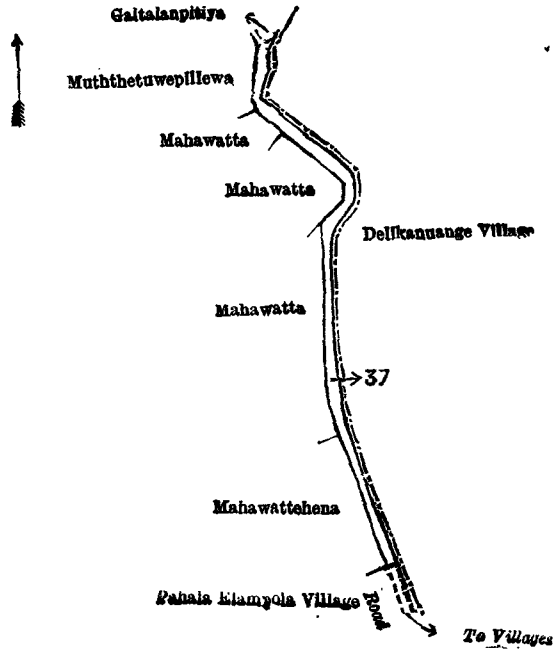 Galtalanpitiya
Muththetuwepillewa
Mahawatta
Mahawatta
Delikanuange Village
Mahawatta
37
Mahawattehena
Pahala Elampola Village
Road
To Villages